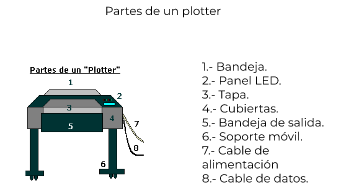 Partes de un plotter
Partes de un "Plotter"
1
2
3
4
5
7
8
6
1.- Bandeja.
2.- Panel LED.
3.- Tapa.
4.- Cubiertas.
5.- Bandeja de salida.
6.- Soporte móvil.
7.- Cable de
alimentación
8.- Cable de datos.